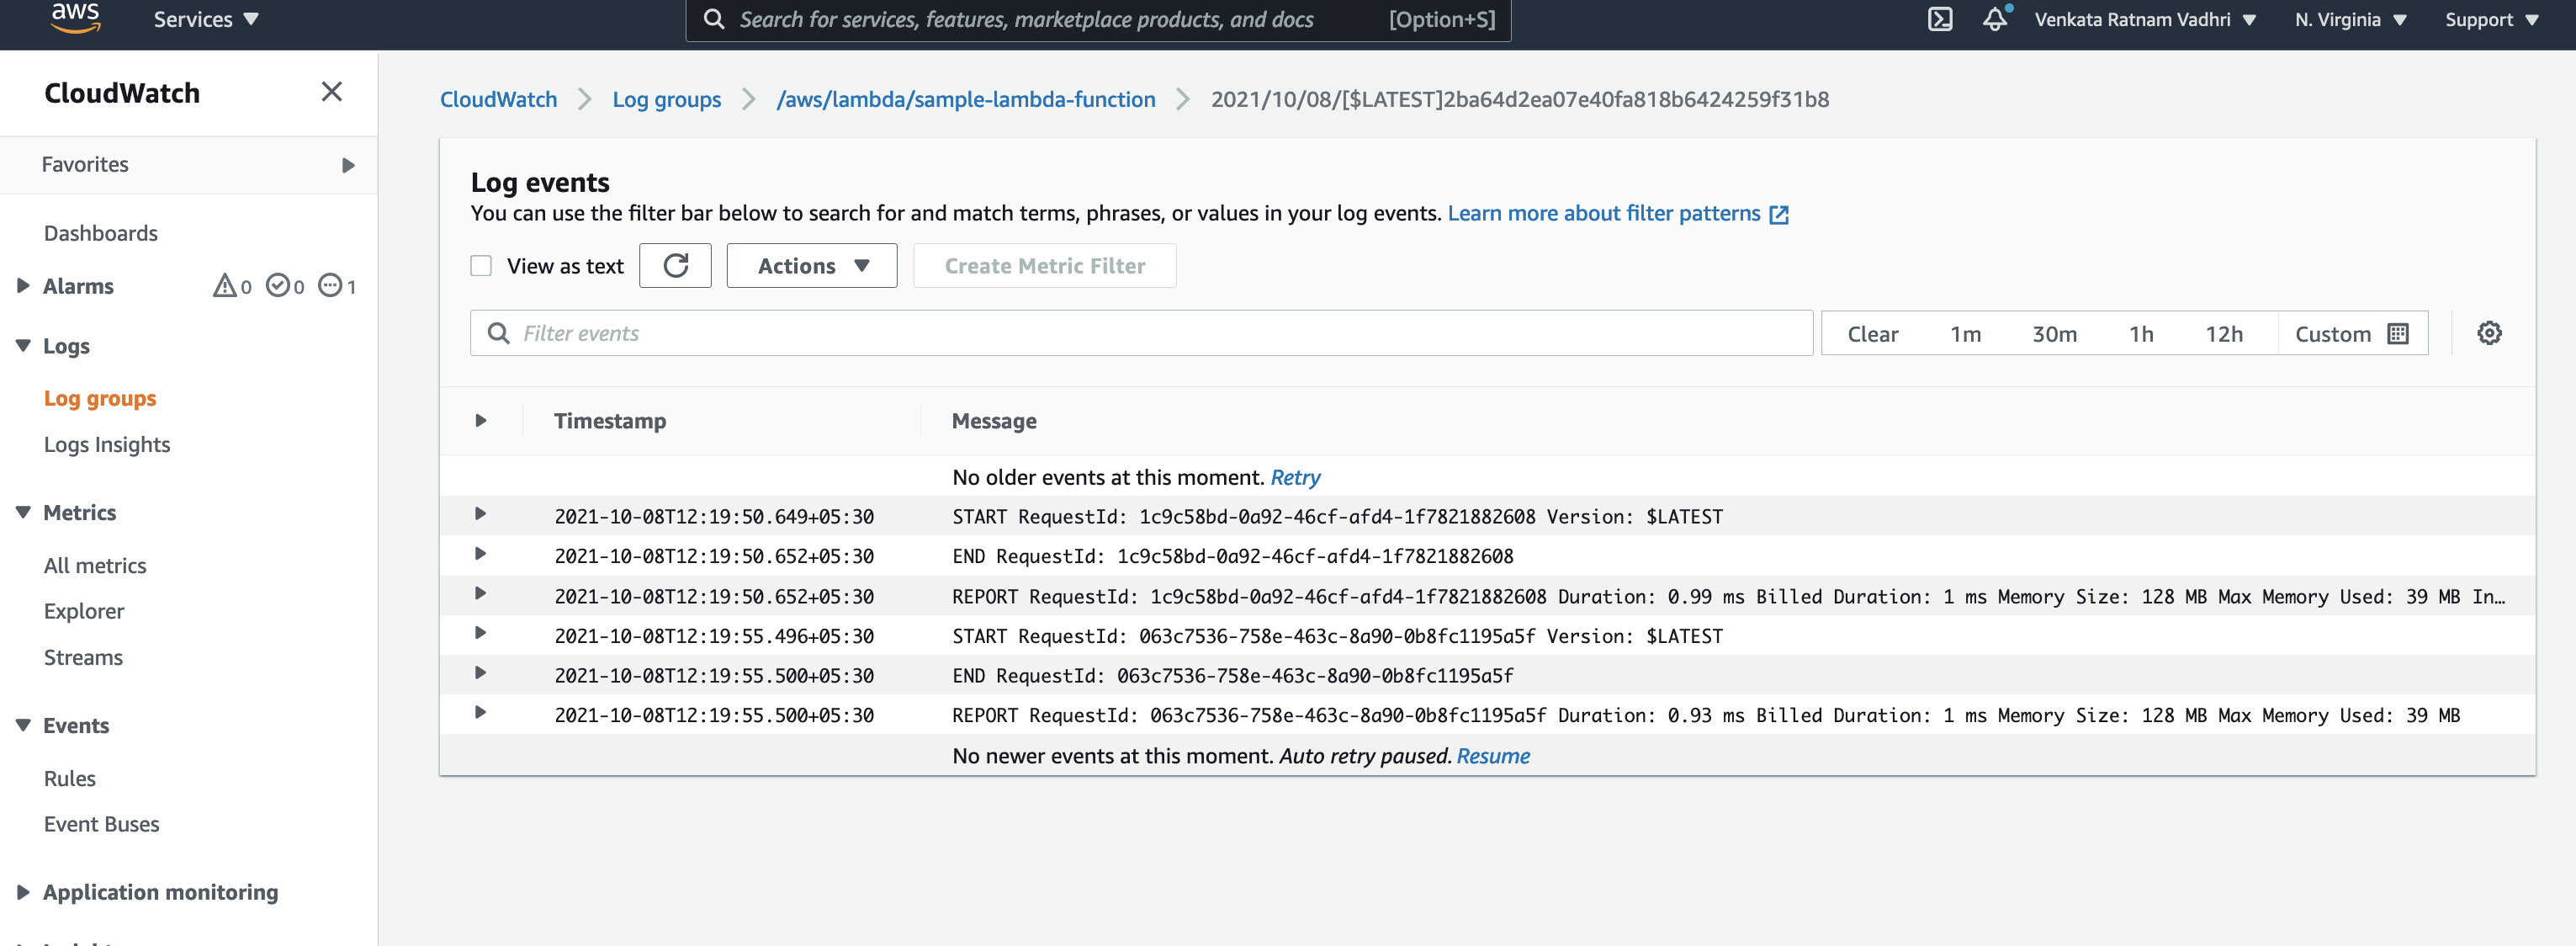 aws
Services
Search for services, features, marketplace products, and docs [Option+S]
Venkata Ratnam Vadhri
N. Virginia
Support
CloudWatch
Favorites
Dashboards
Alarms 0 0 1
Logs
Log groups
Logs Insights
Metrics
All metrics
Explorer
Streams
Events
Rules
Event Buses
Application monitoring
CloudWatch
Log groups
/aws/lambda/sample-lambda-function
2021/10/08/[$LATEST]2ba64d2ea07e40fa818b6424259f31b8
Log events
You can use the filter bar below to search for and match terms, phrases, or values in your log events. Learn more about filter patterns
View as text
Actions
Create Metric Filter
Filter events
Clear 1m 30m 1h 12h Custom
Timestamp Message
No older events at this moment. Retry
2021-10-08T12:19:50.649+05:30 START RequestId: 1c9c58bd-0a92-46cf-afd4-1f7821882608 Version: $LATEST
2021-10-08T12:19:50.652+05:30 END RequestId: 1c9c58bd-0a92-46cf-afd4-1f7821882608
2021-10-08T12:19:50.652+05:30 REPORT RequestId: 1c9c58bd-0a92-46cf-afd4-1f7821882608 Duration: 0.99 ms Billed Duration: 1 ms Memory Size: 128 MB Max Memory Used: 39 MB In…
2021-10-08T12:19:55.496+05:30 START RequestId: 063c7536-758e-463c-8a90-0b8fc1195a5f Version: $LATEST
2021-10-08T12:19:55.500+05:30 END RequestId: 063c7536-758e-463c-8a90-0b8fc1195a5f
2021-10-08T12:19:55.500+05:30 REPORT RequestId: 063c7536-758e-463c-8a90-0b8fc1195a5f Duration: 0.93 ms Billed Duration: 1 ms Memory Size: 128 MB Max Memory Used: 39 MB
No newer events at this moment. Auto retry paused. Resume